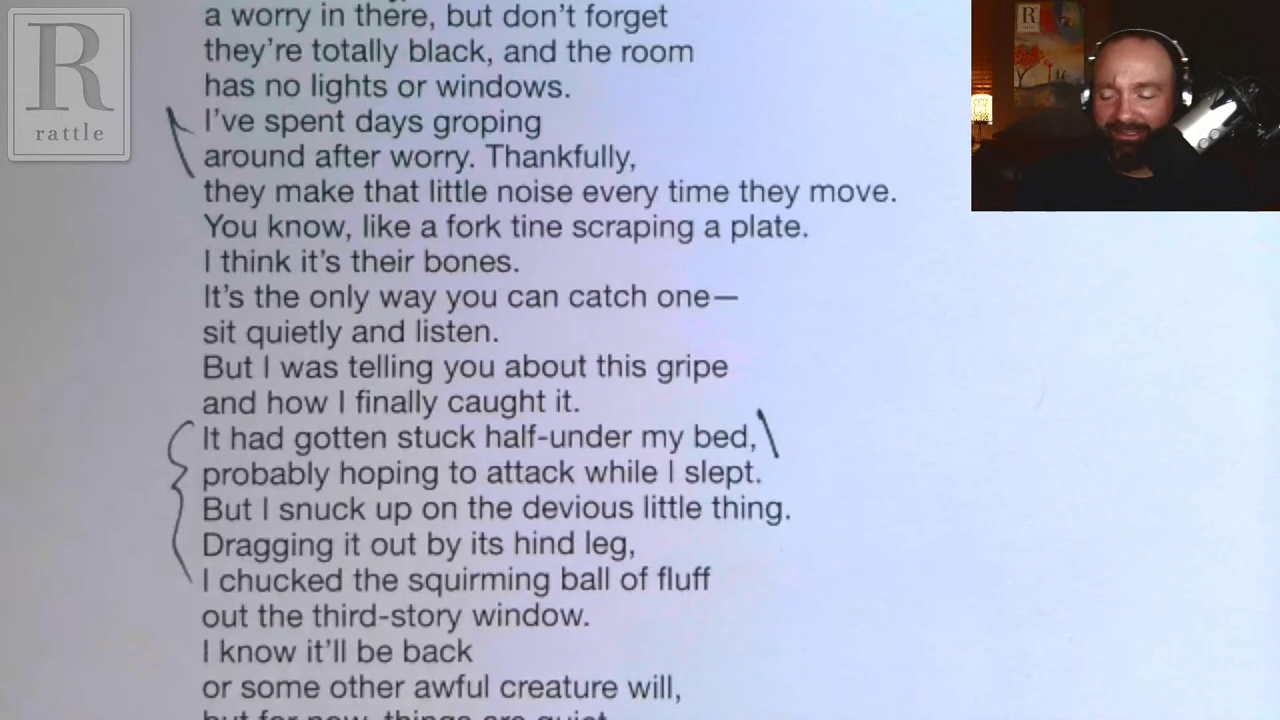 R
rattle
a worry in there, but don't forget
they're totally black, and the room
has no lights or windows.
I've spent days groping
around after worry. Thankfully,
they make that little noise every time they move.
You know, like a fork tine scraping a plate.
I think it's their bones.
It's the only way you can catch one—
sit quietly and listen.
But I was telling you about this gripe
and how I finally caught it.
It had gotten stuck half-under my bed,
probably hoping to attack while I slept.
But I snuck up on the devious little thing.
Dragging it out by its hind leg,
I chucked the squirming ball of fluff
out the third-story window.
I know it'll be back
or some other awful creature will,
but for now, things are quiet